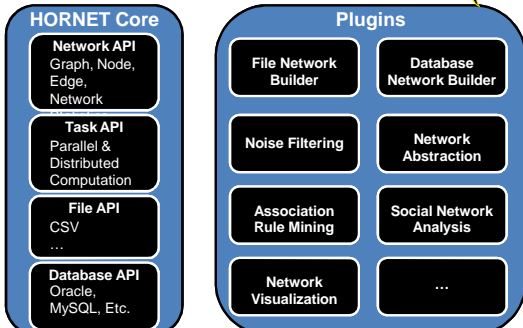 HORNET Core
Network API
Graph, Node,
Edge,
Network
Task API
Parallel &
Distributed
Computation
File API
CSV
…
Database API
Oracle,
MySQL, Etc.
Plugins
File Network
Builder
Database
Network Builder
Noise Filtering
Network
Abstraction
Association
Rule Mining
Social Network
Analysis
Network
Visualization
…